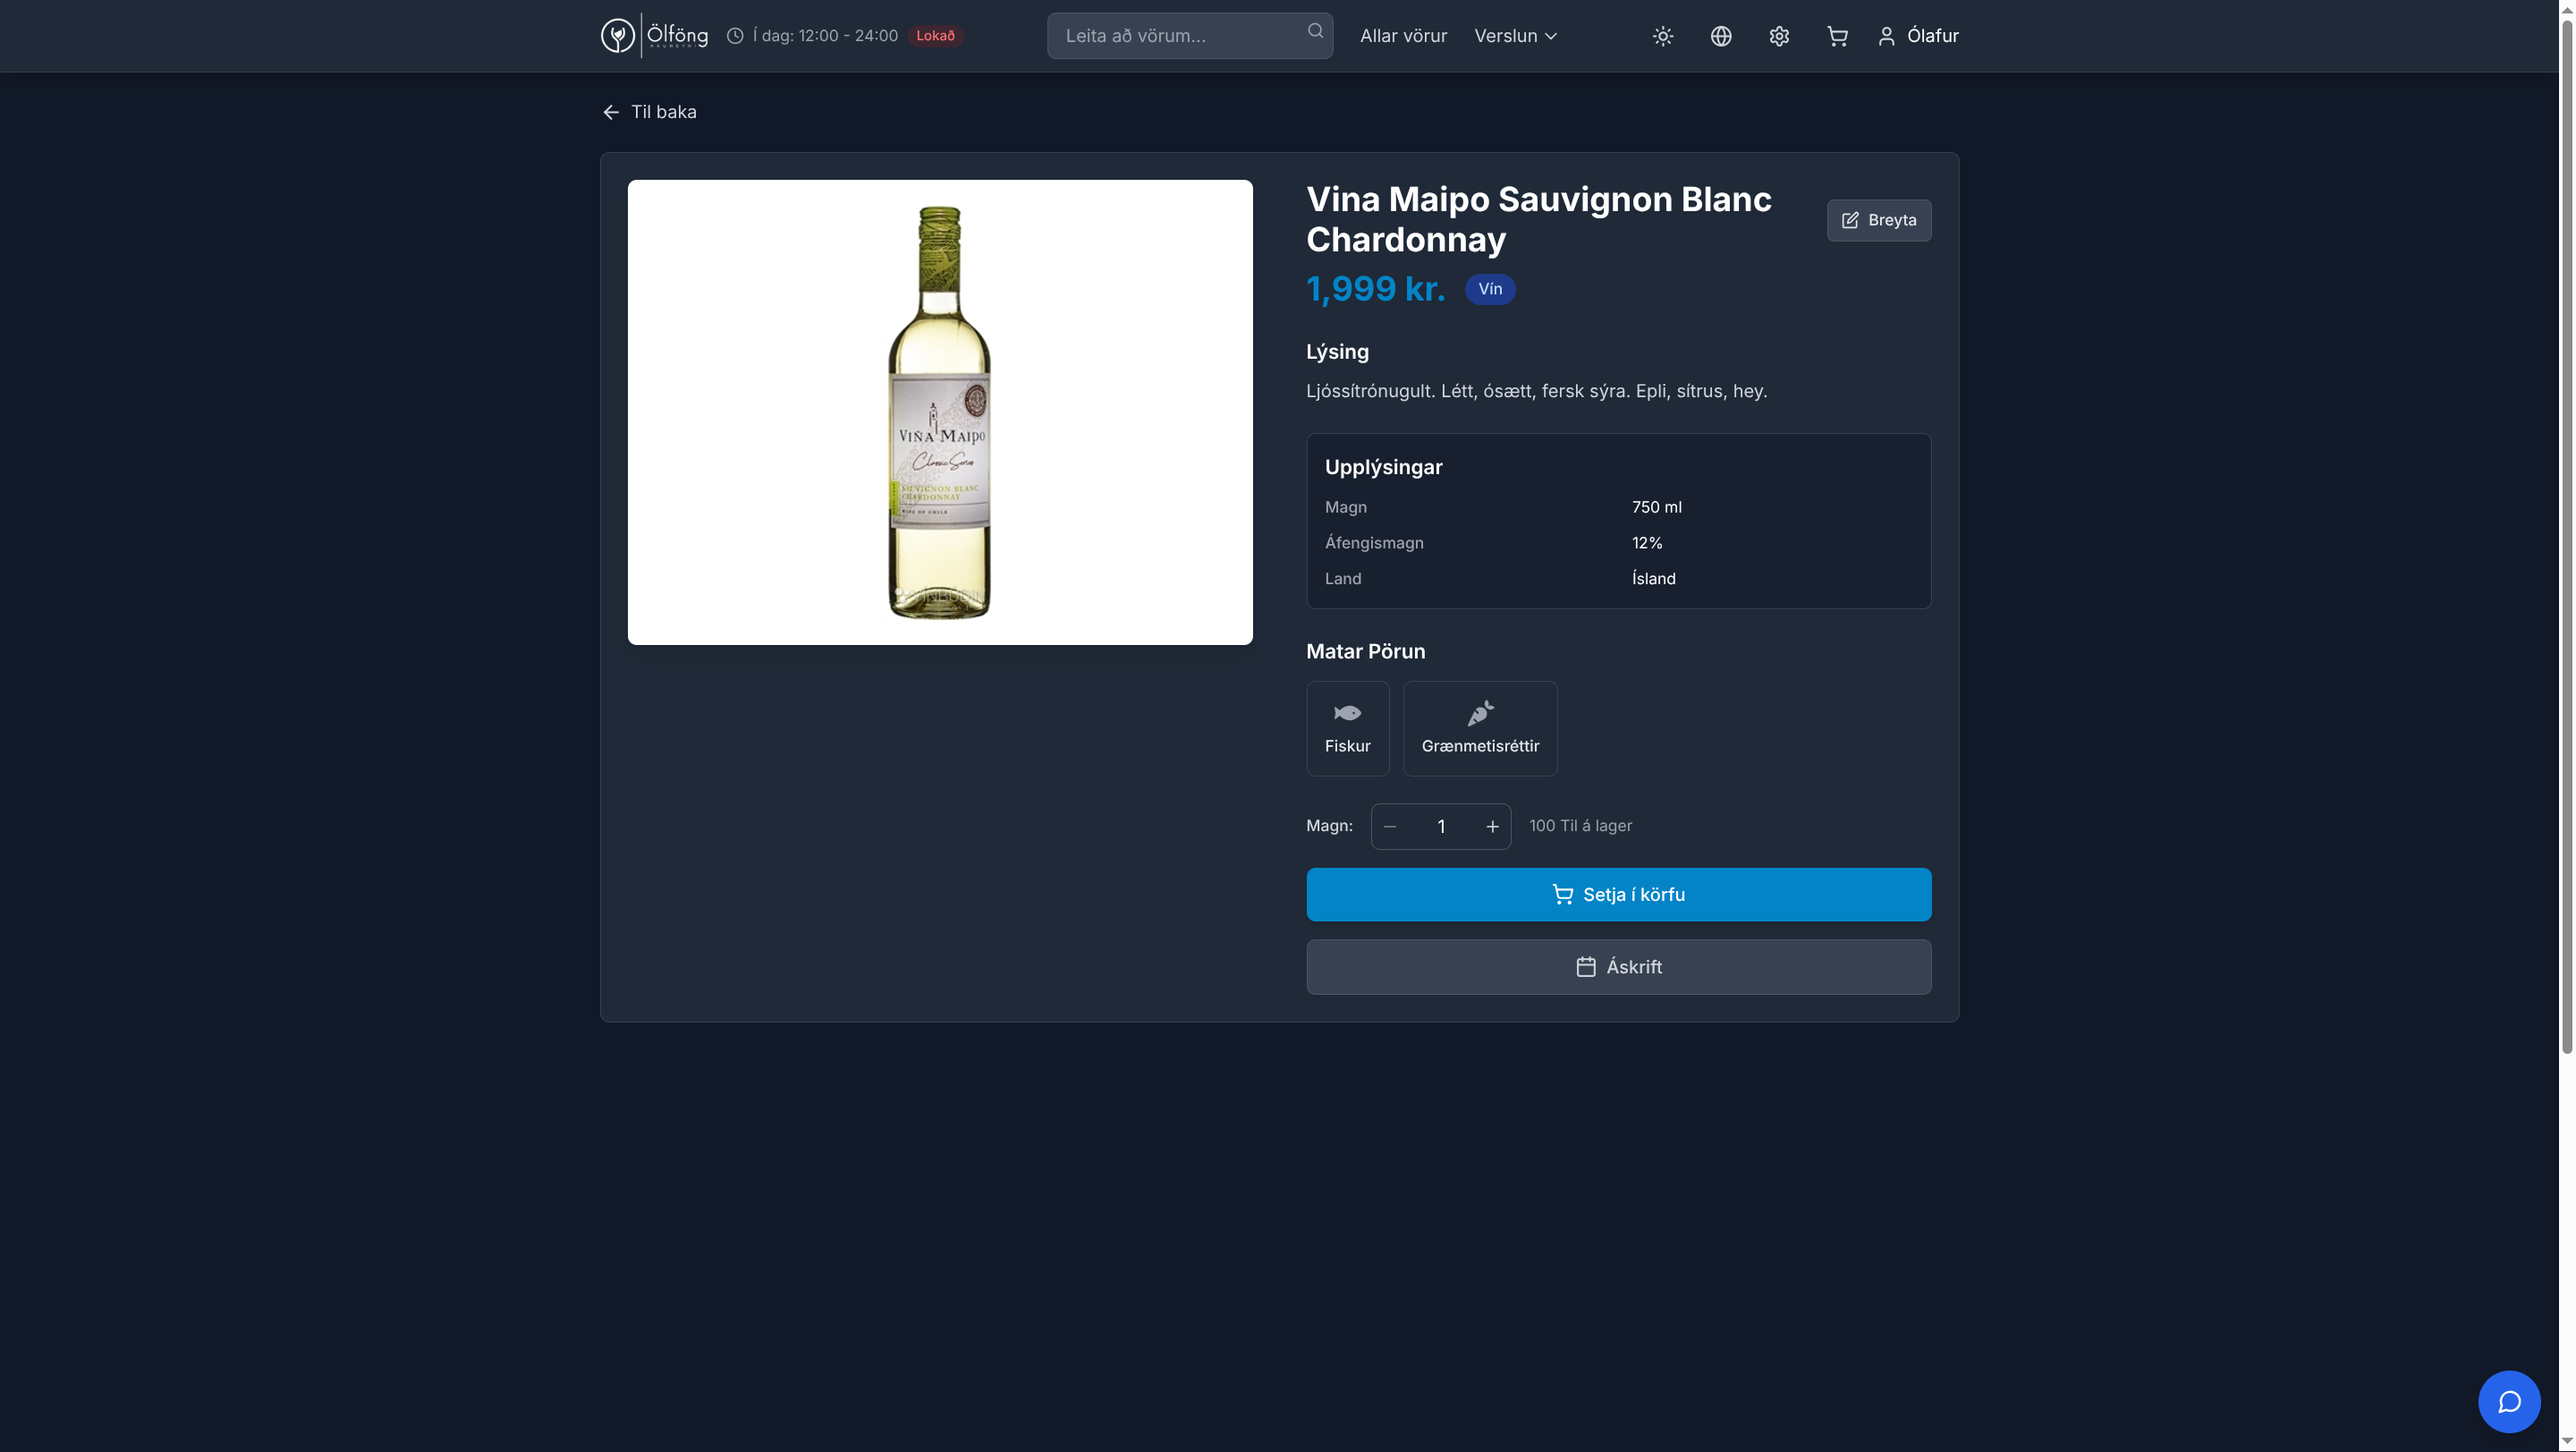 Ölföng
AKUREYRI
Í dag: 12:00 - 24:00
Lokað
Leita að vörum...
Allar vörur
Verslun
Ólafur
Til baka
Vina Maipo Sauvignon Blanc
Chardonnay
Breyta
1,999 kr.
Vín
Lýsing
Ljóssítrónugult. Létt, ósætt, fersk sýra. Epli, sítrus, hey.
VIÑA MAIPO
Classic Series
SAUVIGNON BLANC
CHARDONNAY
WINE OF CHILE
VÍNBÚÐIN
Upplýsingar
Magn 750 ml
Áfengismagn 12%
Land Ísland
Matar Pörun
Fiskur
Grænmetisréttir
Magn: 1 100 Til á lager
Setja í körfu
Áskrift